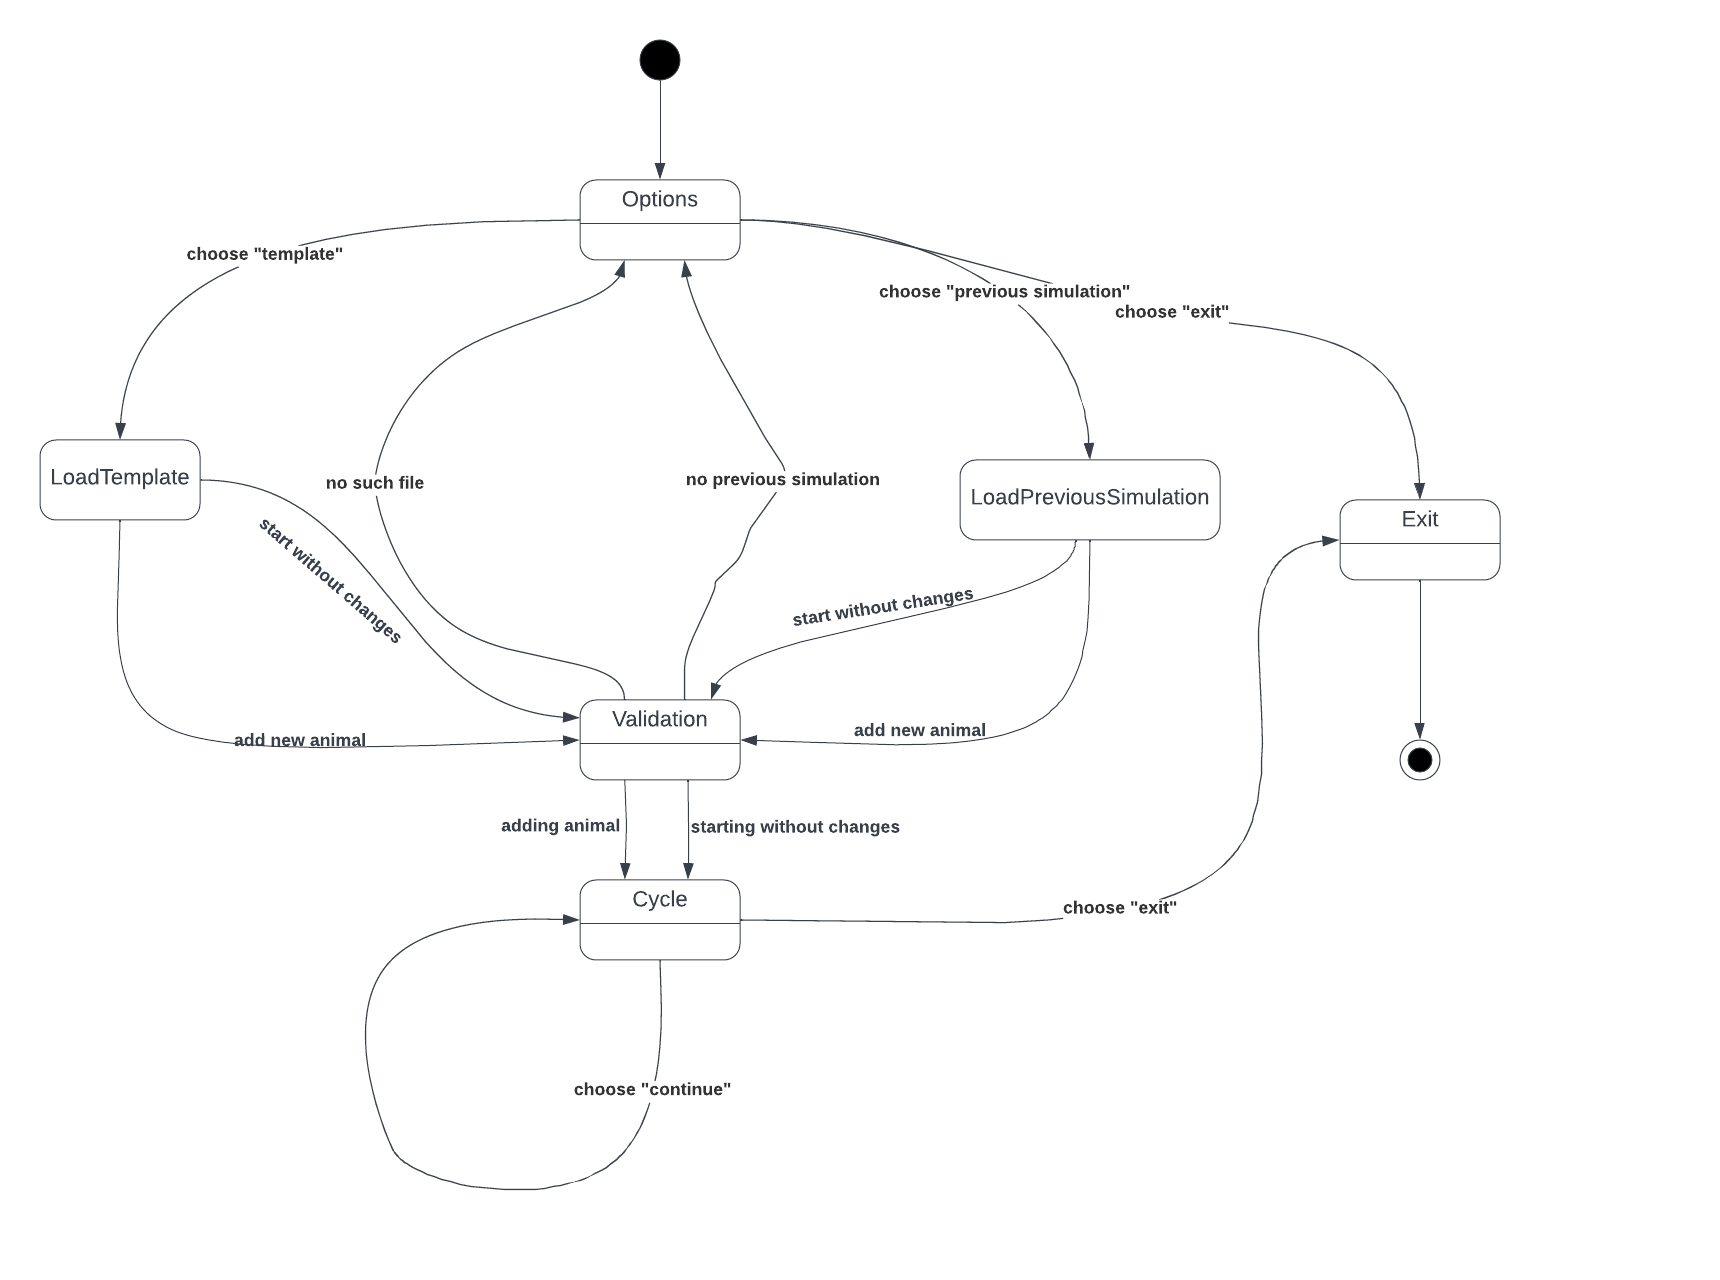 Options
choose "template"
choose "previous simulation"
choose "exit"
LoadTemplate
no such file
no previous simulation
LoadPreviousSimulation
Exit
start without changes
start without changes
Validation
add new animal
add new animal
adding animal
starting without changes
Cycle
choose "exit"
choose "continue"